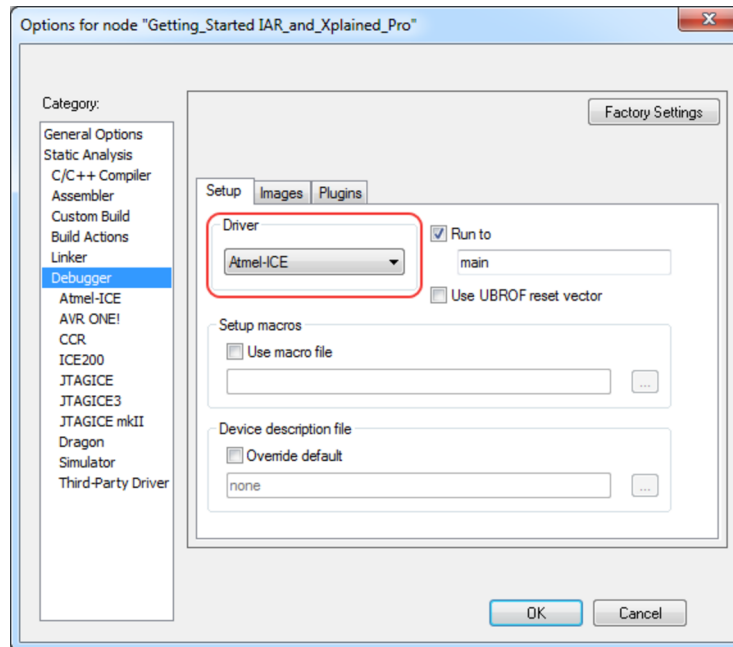 Options for node "Getting_Started IAR_and_Xplained_Pro"
Category:
Factory Settings
General Options
Static Analysis
C/C++ Compiler
Assembler
Custom Build
Build Actions
Linker
Debugger
Atmel-ICE
AVR ONE!
CCR
ICE200
JTAGICE
JTAGICE3
JTAGICE mkII
Dragon
Simulator
Third-Party Driver
Setup Images Plugins
Driver
Atmel-ICE
Run to
main
Use UBROF reset vector
Setup macros
Use macro file
...
Device description file
Override default
none
...
OK Cancel